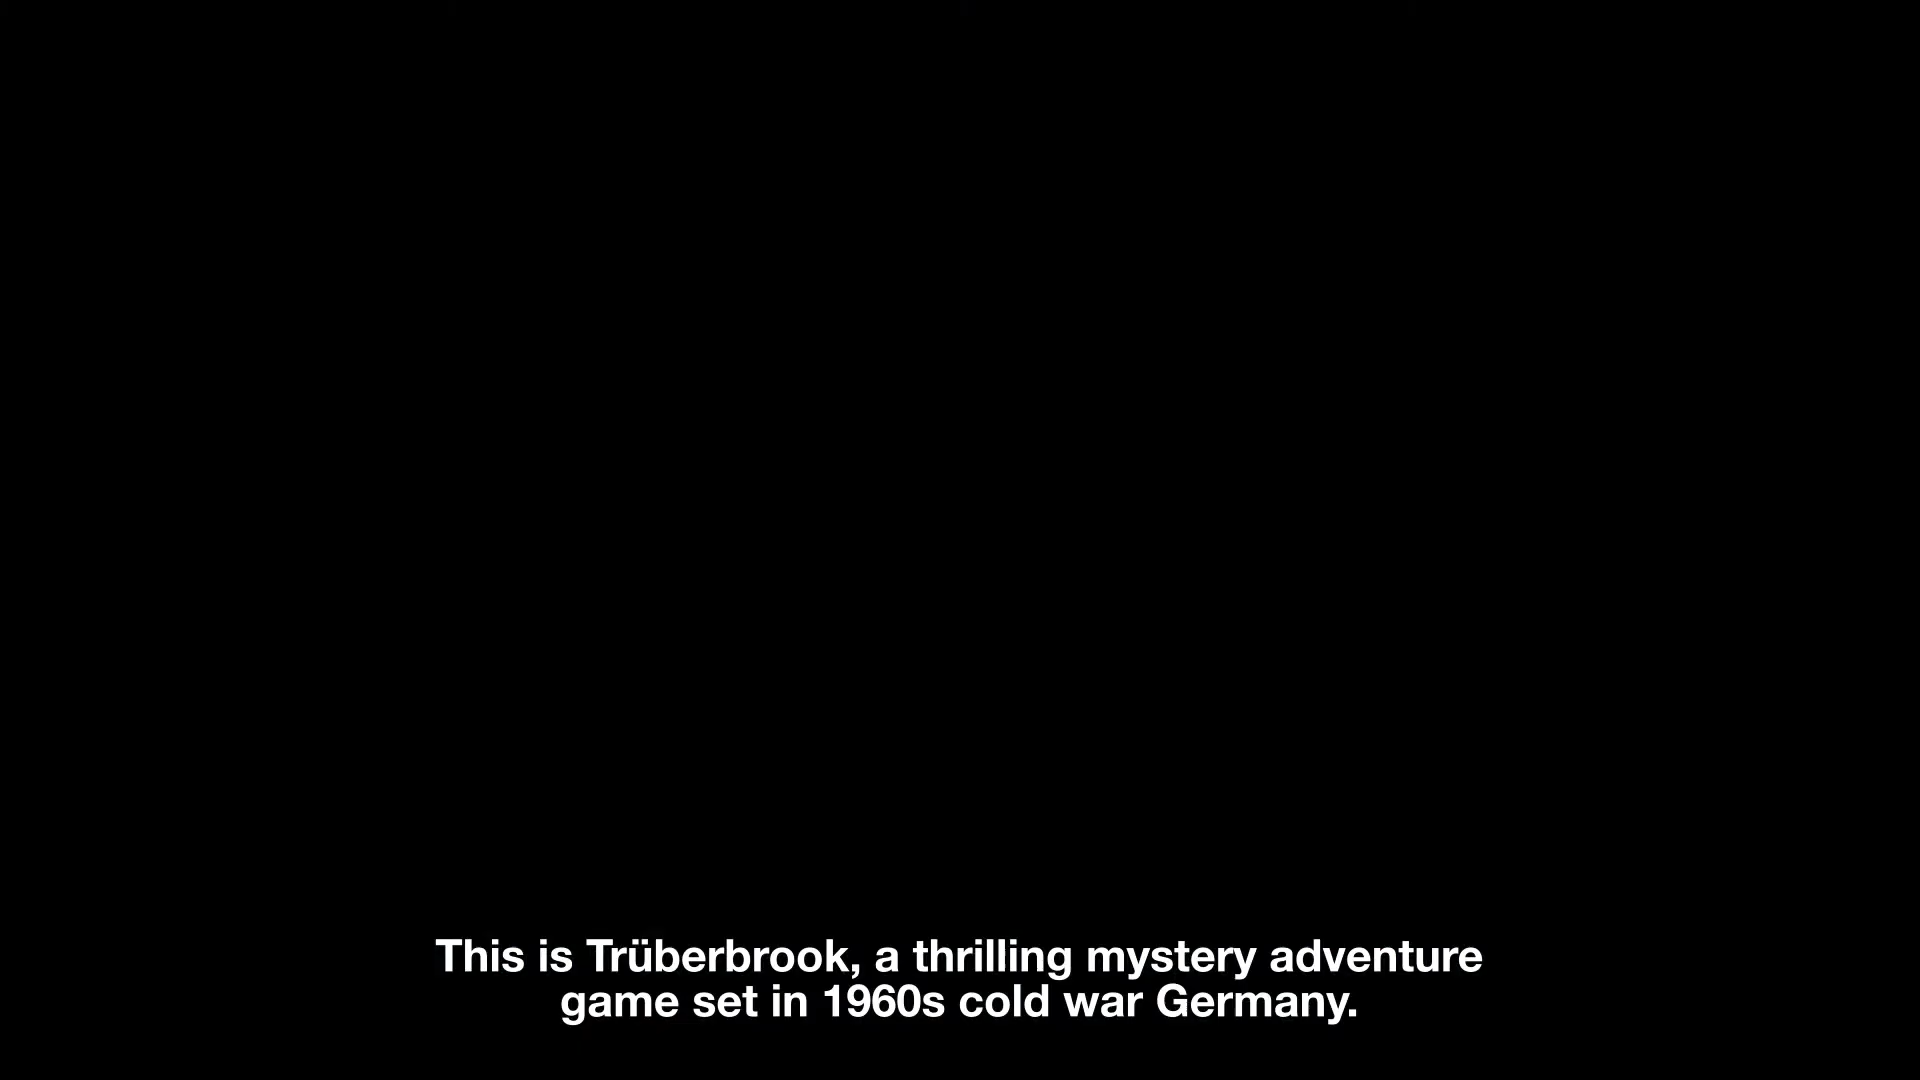 This is Trüberbrook, a thrilling mystery adventure
game set in 1960s cold war Germany.